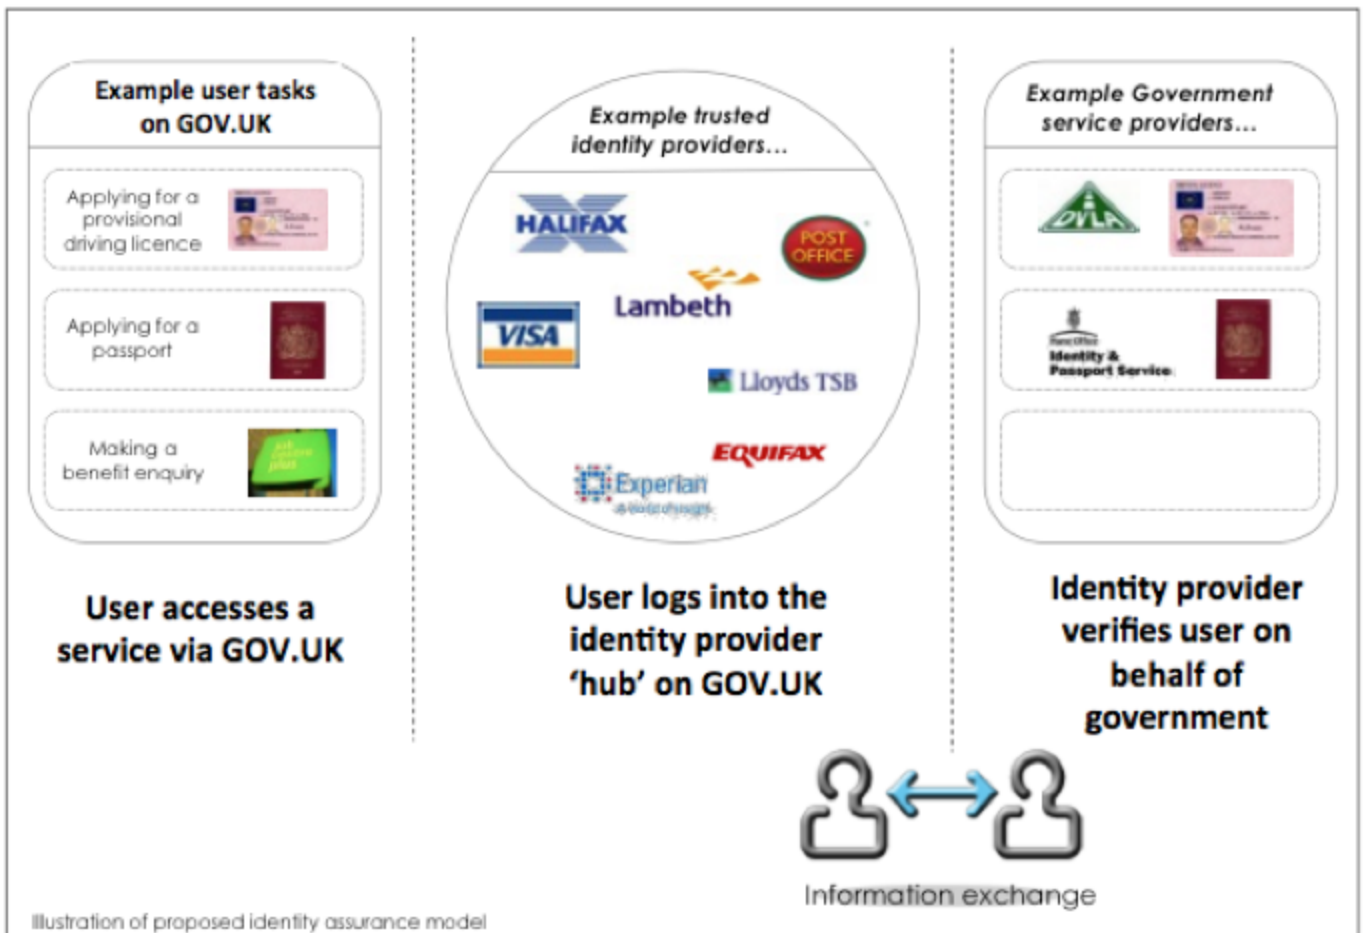 Example user tasks
on GOV.UK
Applying for a
provisional
driving licence
Applying for a
passport
Making a
benefit enquiry
job
centre
plus
User accesses a
service via GOV.UK
Example trusted
identity providers...
HALIFAX
POST
OFFICE
Lambeth
VISA
Lloyds TSB
EQUIFAX
Experian
User logs into the
identity provider
‘hub’ on GOV.UK
Example Government
service providers...
DVLA
Identity &
Passport Service
Identity provider
verifies user on
behalf of
government
Information exchange
Illustration of proposed identity assurance model